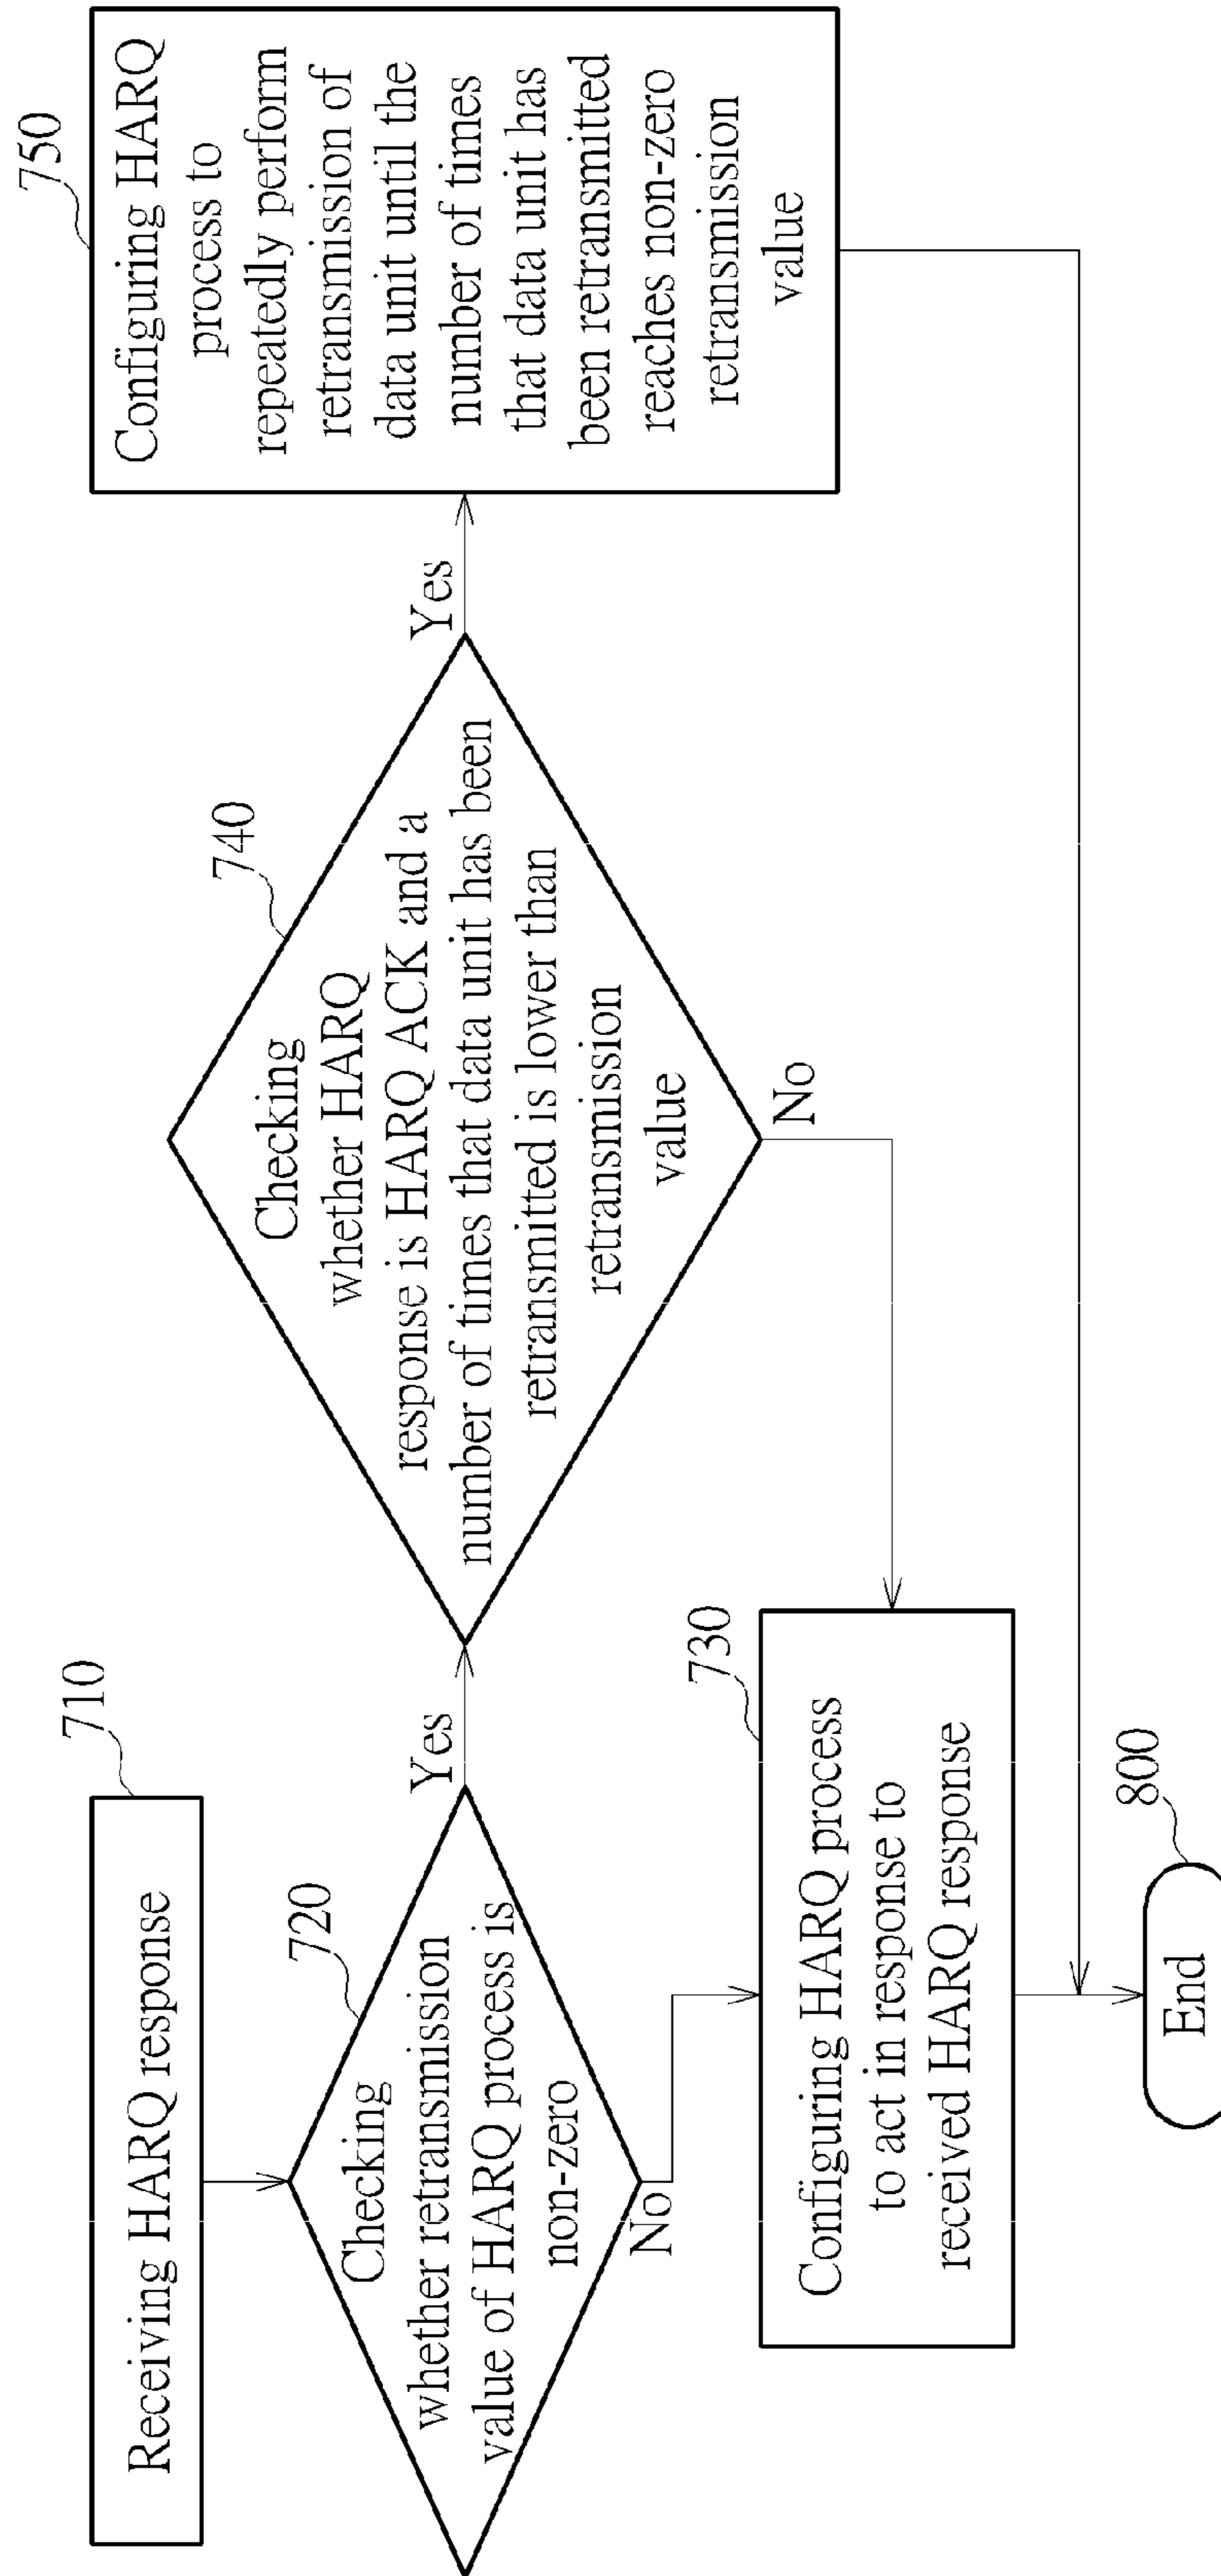 710
Receiving HARQ response
720
Checking
whether retransmission
value of HARQ process is
non-zero
Yes
No
740
Checking
whether HARQ
response is HARQ ACK and a
number of times that data unit has been
retransmitted is lower than
retransmission
value
Yes
No
750
Configuring HARQ
process to
repeatedly perform
retransmission of
data unit until the
number of times
that data unit has
been retransmitted
reaches non-zero
retransmission
value
730
Configuring HARQ process
to act in response to
received HARQ response
800
End